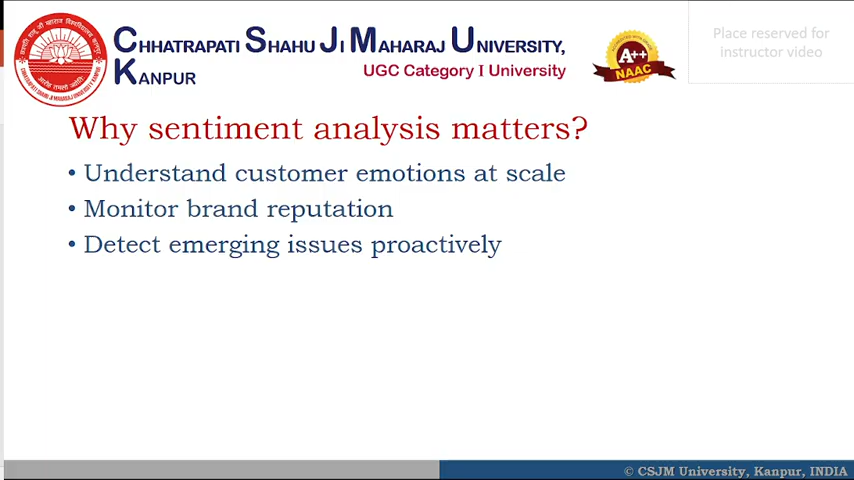 CHHATRAPATI SHAHU JI MAHARAJ UNIVERSITY,
KANPUR
UGC Category I University
A++
NAAC
Place reserved for
instructor video
Why sentiment analysis matters?
• Understand customer emotions at scale
• Monitor brand reputation
• Detect emerging issues proactively
© CSJM University, Kanpur, INDIA